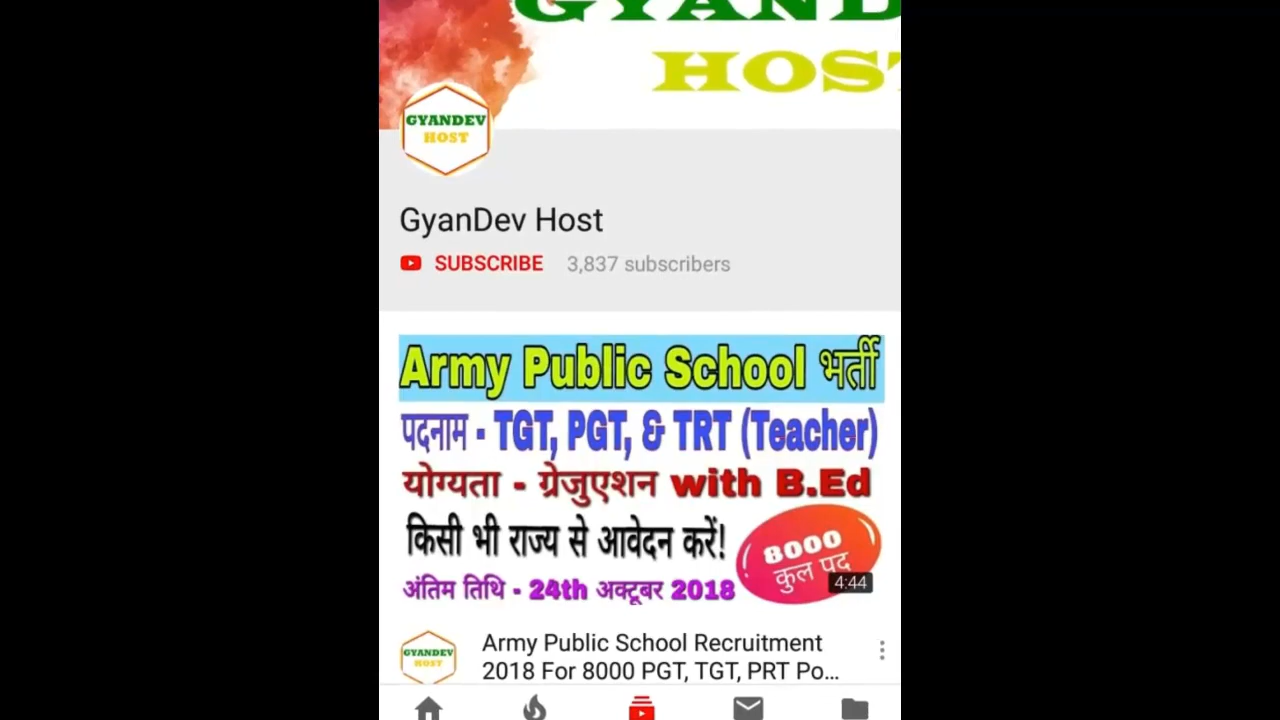 GYAND
HOST
GYANDEV
HOST
GyanDev Host
SUBSCRIBE 3,837 subscribers
Army Public School भर्ती
पदनाम - TGT, PGT, & TRT (Teacher)
योग्यता - ग्रेजुएशन with B.Ed
किसी भी राज्य से आवेदन करें!
8000
कुल पद
4:44
अंतिम तिथि - 24th अक्टूबर 2018
GYANDEV
HOST
Army Public School Recruitment
2018 For 8000 PGT, TGT, PRT Po...